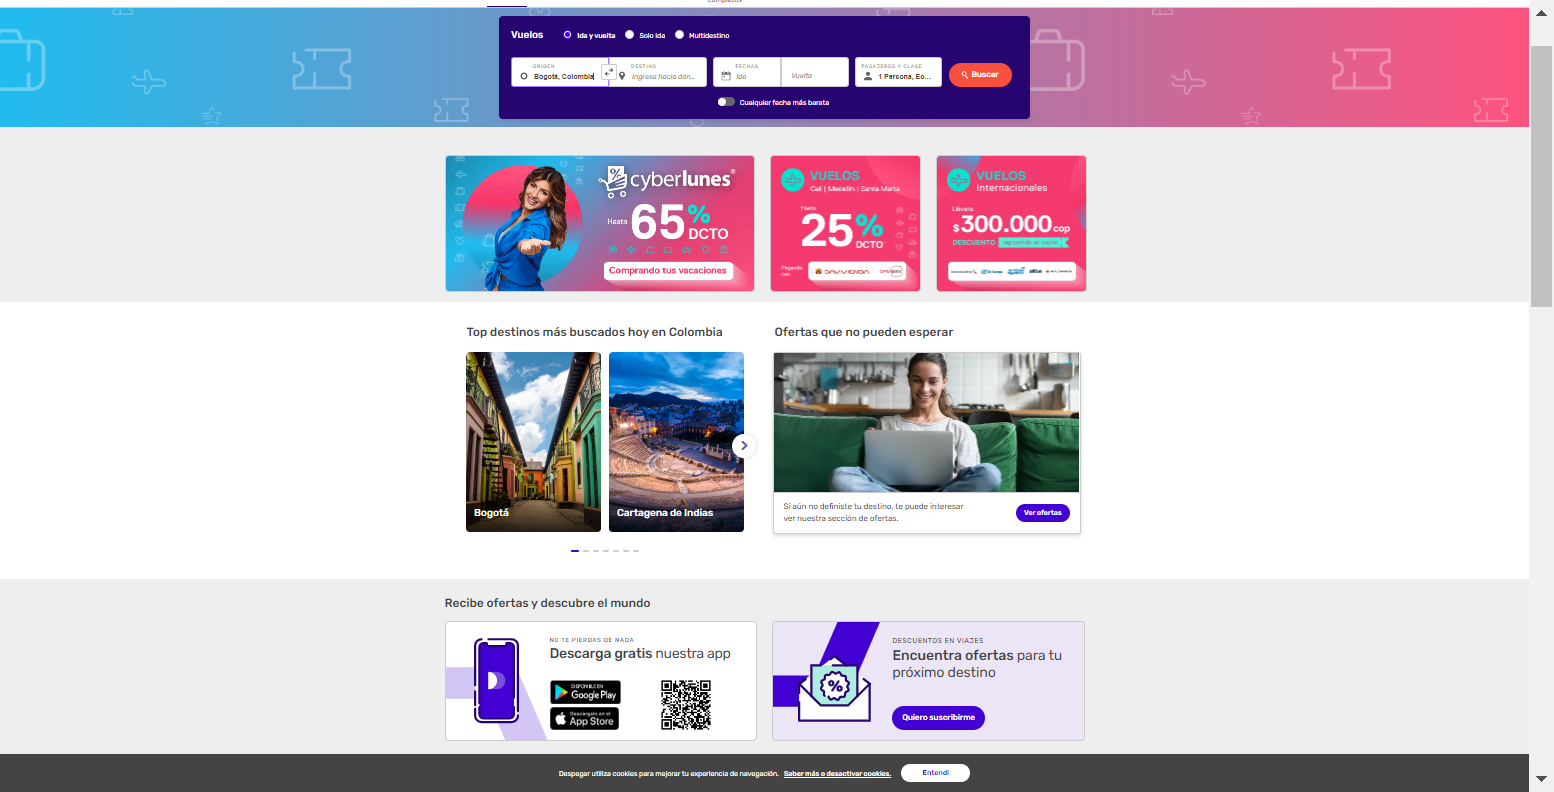 Vuelos
Ida y vuelta
Solo ida
Multidestino
ORIGEN
Bogotá, Colombia
DESTINO
Ingresa hacia dón...
FECHAS
Ida
Vuelta
PASAJEROS Y CLASE
1 Persona, Ec...
Buscar
Cualquier fecha más barata
cyberlunes®
Hasta 65% DCTO
Comprando tus vacaciones
VUELOS
Cali | Medellín | Santa Marta
Hasta
25% DCTO
Pagando con
DAVIVIENDA
VUELOS
Internacionales
Llévate
$300.000 cop
DESCUENTO
Top destinos más buscados hoy en Colombia
Bogotá
Cartagena de Indias
Ofertas que no pueden esperar
Si aún no definiste tu destino, te puede interesar
ver nuestra sección de ofertas.
Ver ofertas
Recibe ofertas y descubre el mundo
NO TE PIERDAS DE NADA
Descarga gratis nuestra app
DISPONIBLE EN
Google Play
Descárgalo en el
App Store
DESCUENTOS EN VIAJES
Encuentra ofertas para tu
próximo destino
Quiero suscribirme
Despegar utiliza cookies para mejorar tu experiencia de navegación. Saber más o desactivar cookies.
Entendí